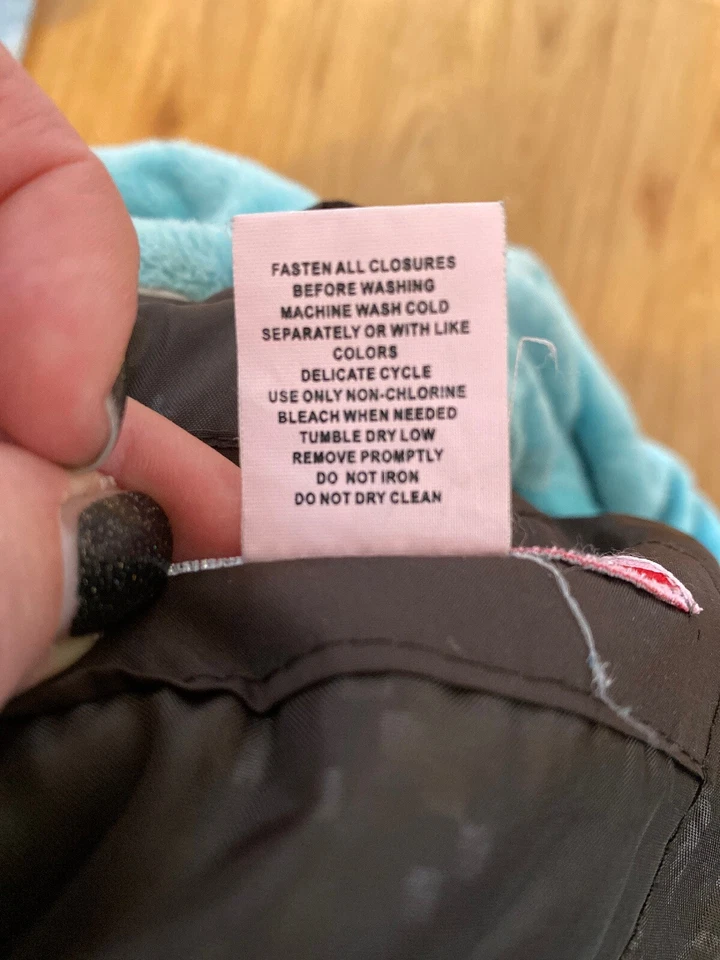 FASTEN ALL CLOSURES
BEFORE WASHING
MACHINE WASH COLD
SEPARATELY OR WITH LIKE
COLORS
DELICATE CYCLE
USE ONLY NON-CHLORINE
BLEACH WHEN NEEDED
TUMBLE DRY LOW
REMOVE PROMPTLY
DO NOT IRON
DO NOT DRY CLEAN